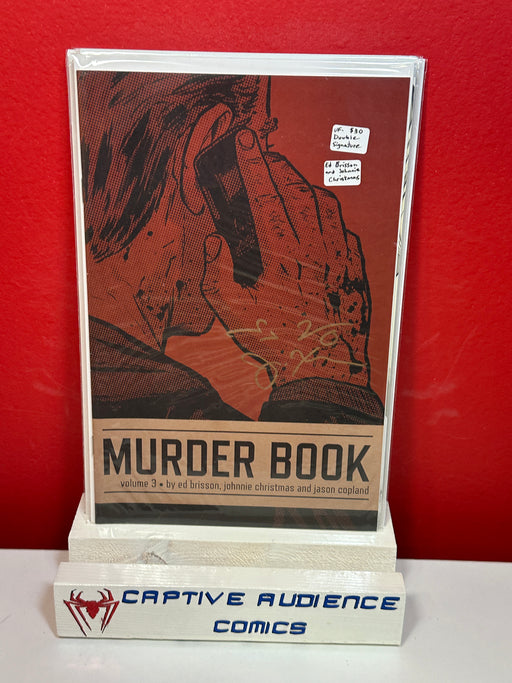 VF- $30
Double
Signature
Ed Brisson
and Johnnie
Christmas
MURDER BOOK
volume 3 • by ed brisson, johnnie christmas and jason copland
CAPTIVE AUDIENCE
COMICS